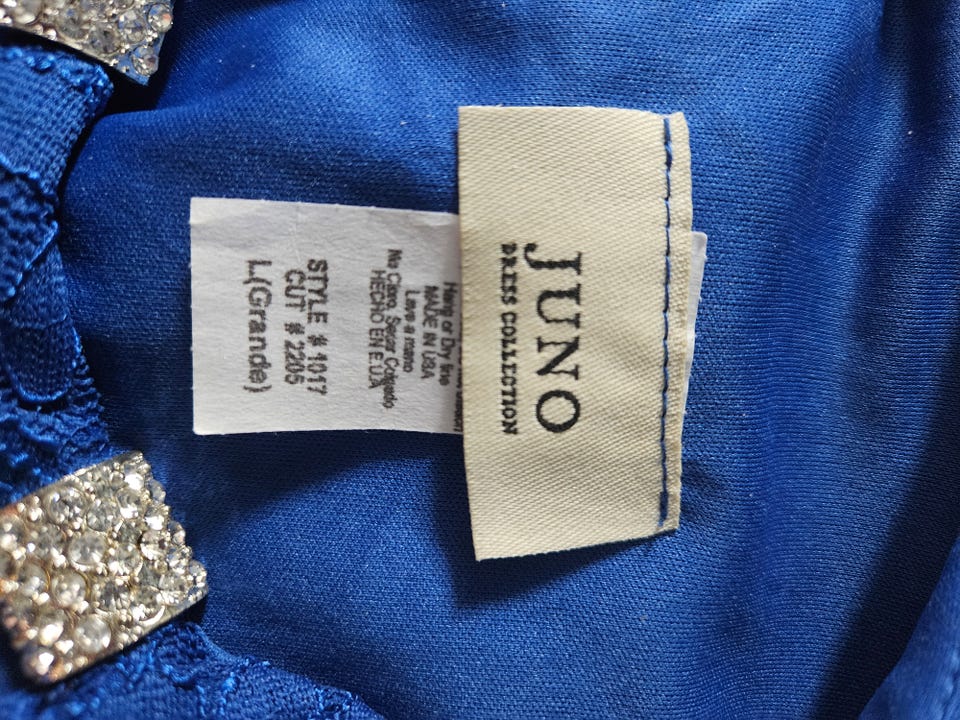 JUNO
DRESS COLLECTION
Hang or Dry line
MADE IN USA
Lave a mano
No Cloro, Secar Colgado
HECHO EN E.U.A
STYLE # 1017
CUT # 2205
L(Grande)